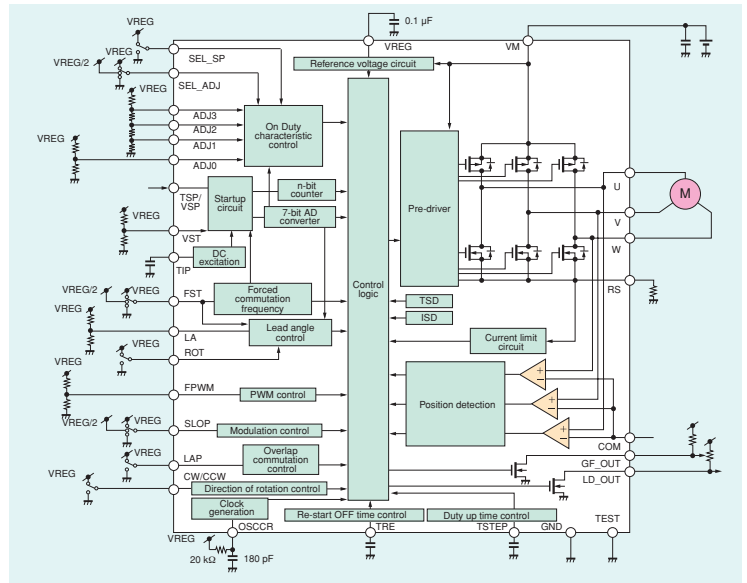 VREG
0.1 µF
VREG
VM
VREG
SEL_SP
Reference voltage circuit
VREG/2
VREG
SEL_ADJ
VREG
ADJ3
ADJ2
ADJ1
ADJ0
On Duty
characteristic
control
VREG
TSP/
VSP
Startup
circuit
n-bit
counter
7-bit AD
converter
VREG
VST
DC
excitation
TIP
Control
logic
Pre-driver
U
V
W
M
RS
VREG/2
VREG
FST
Forced
commutation
frequency
TSD
ISD
VREG
LA
Lead angle
control
Current limit
circuit
VREG
ROT
VREG
FPWM
PWM control
Position detection
+
−
+
−
+
−
COM
VREG/2
VREG
SLOP
Modulation control
VREG
LAP
Overlap
commutation
control
GF_OUT
LD_OUT
VREG
CW/CCW
Direction of rotation control
Clock
generation
Re-start OFF time control
Duty up time control
OSCCR
TRE
TSTEP
GND
TEST
VREG
20 kΩ
180 pF